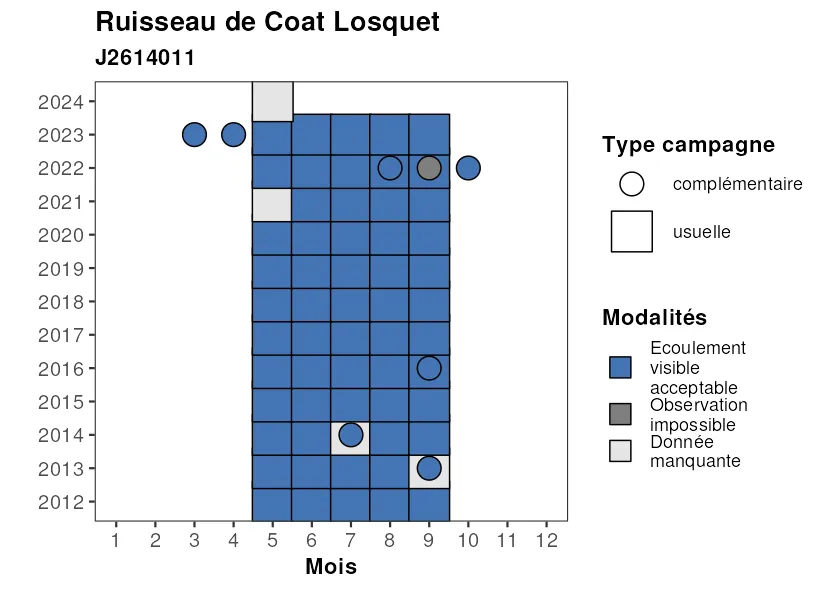 Ruisseau de Coat Losquet
J2614011
2024
2023
2022
2021
2020
2019
2018
2017
2016
2015
2014
2013
2012
1 2 3 4 5 6 7 8 9 10 11 12
Mois
Type campagne
complémentaire
usuelle
Modalités
Ecoulement
visible
acceptable
Observation
impossible
Donnée
manquante